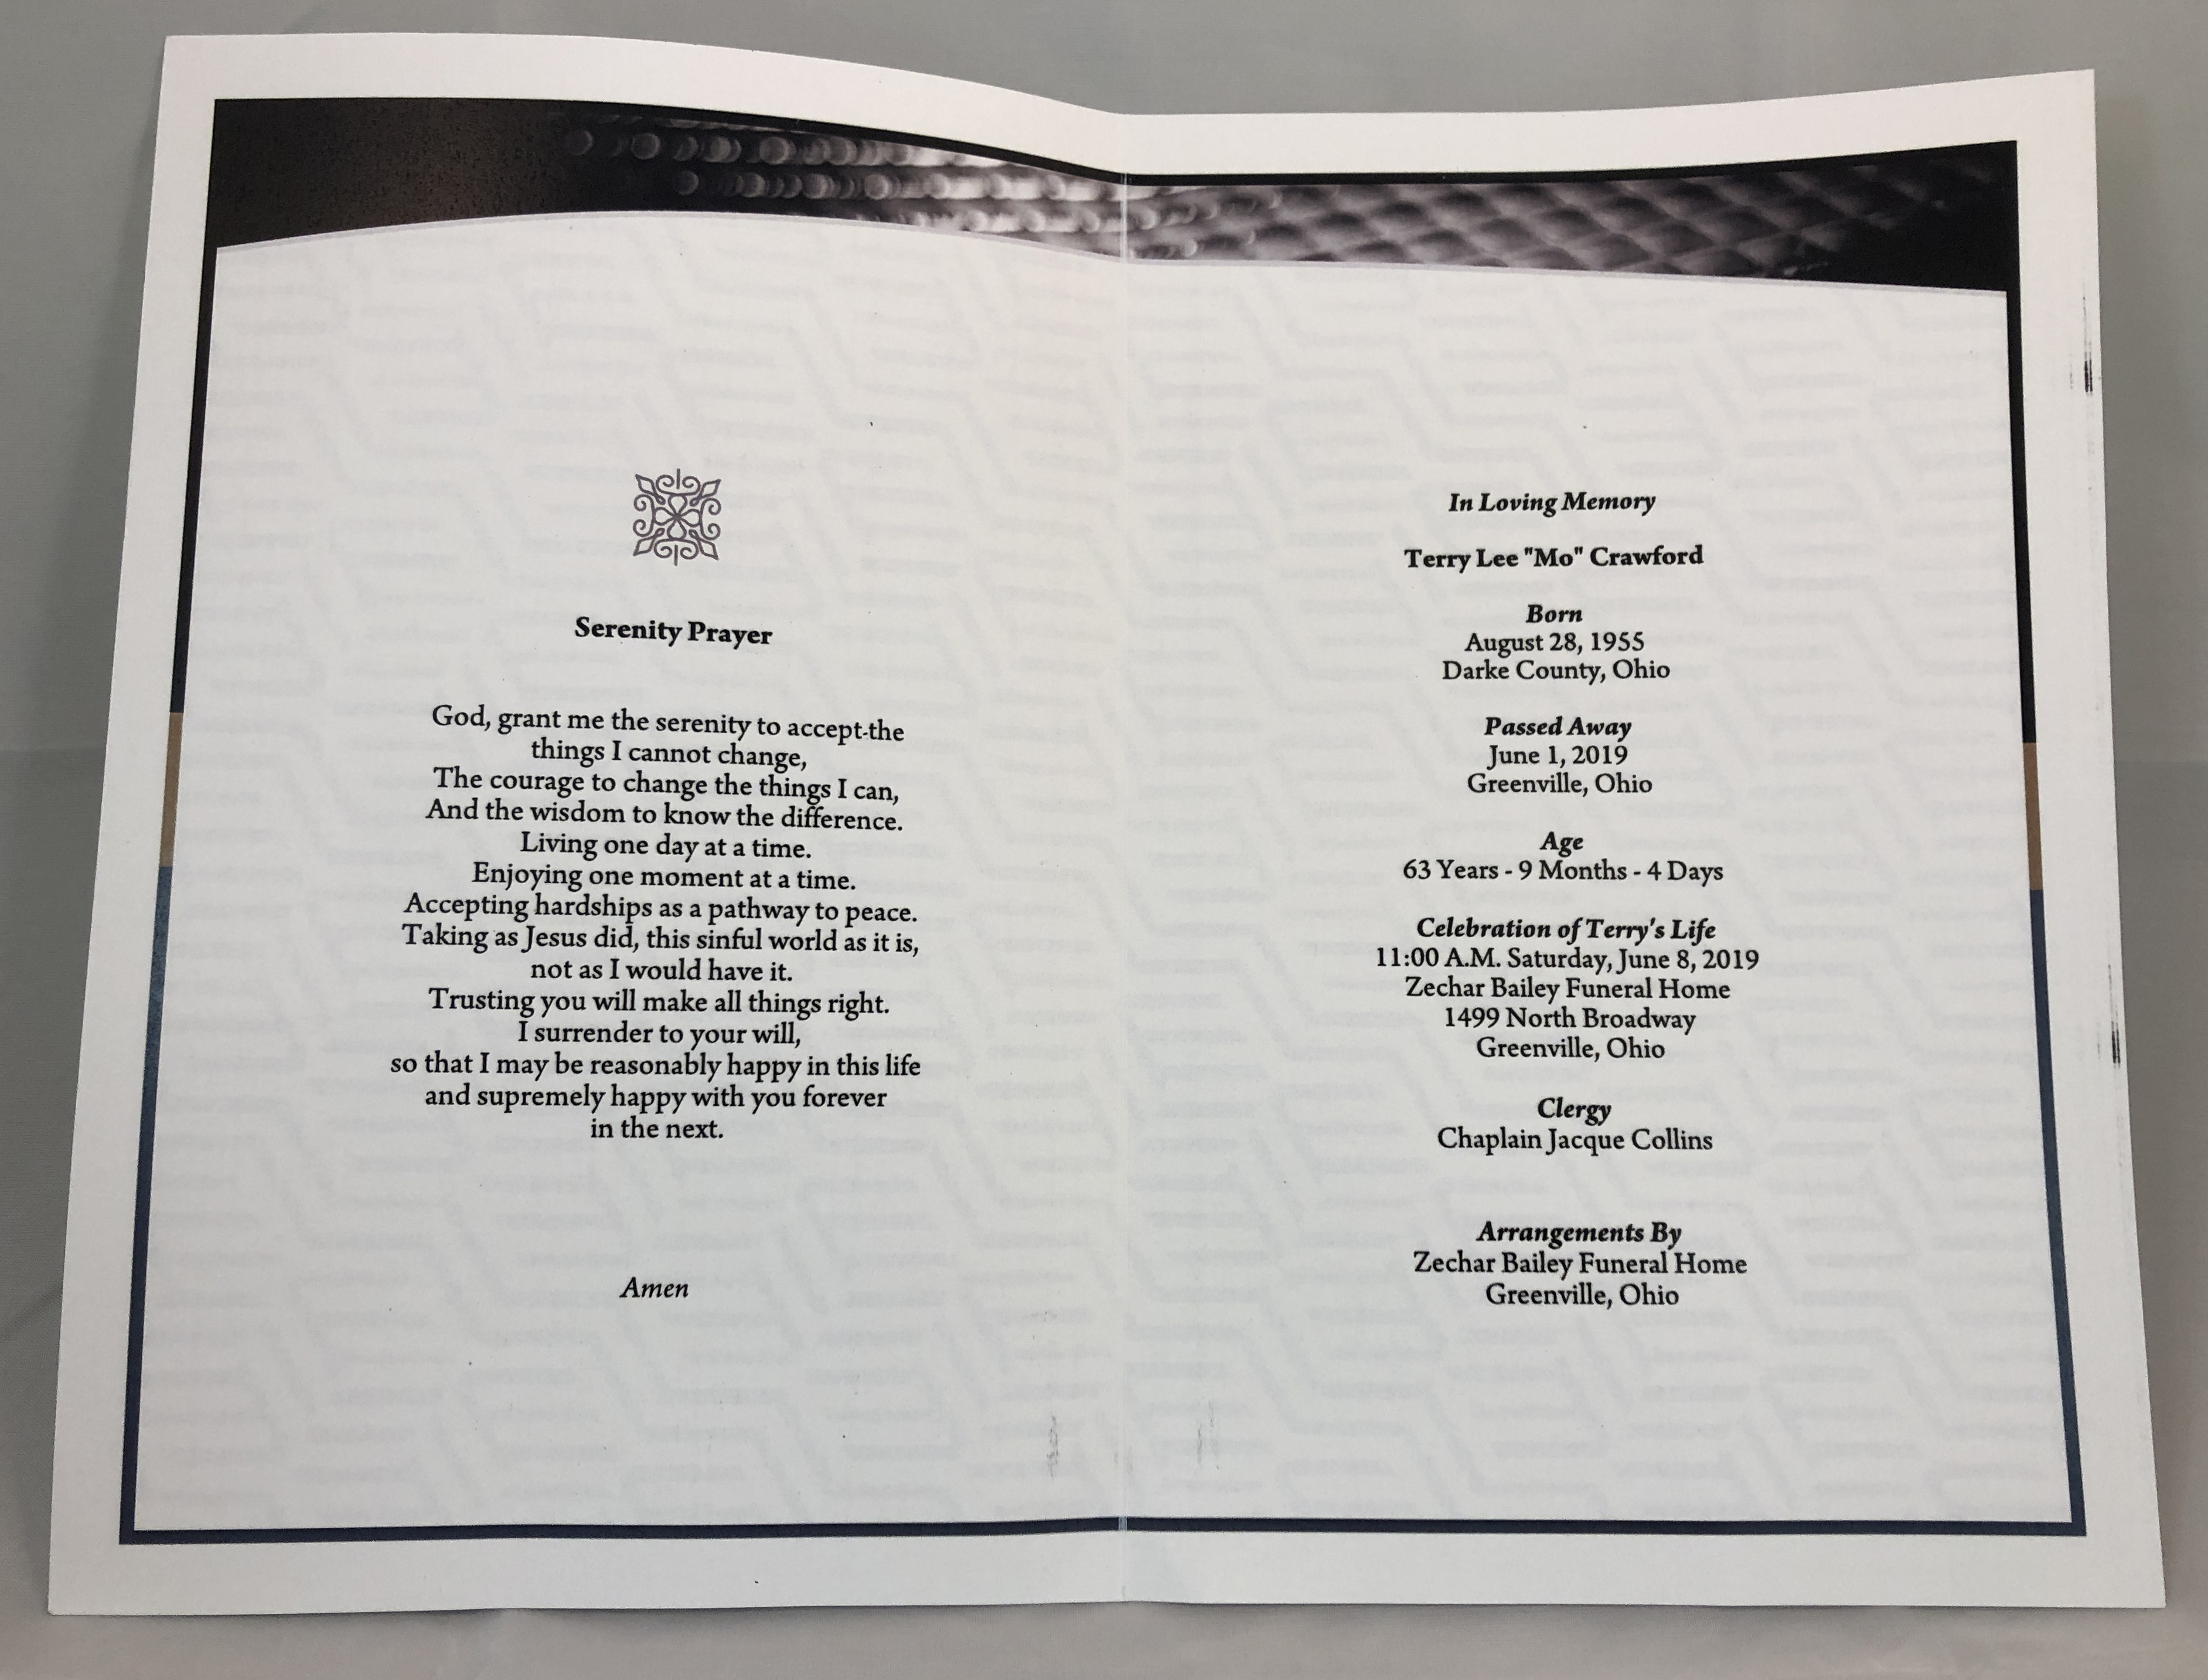 Serenity Prayer
God, grant me the serenity to accept the
things I cannot change,
The courage to change the things I can,
And the wisdom to know the difference.
Living one day at a time.
Enjoying one moment at a time.
Accepting hardships as a pathway to peace.
Taking as Jesus did, this sinful world as it is,
not as I would have it.
Trusting you will make all things right.
I surrender to your will,
so that I may be reasonably happy in this life
and supremely happy with you forever
in the next.
Amen
In Loving Memory
Terry Lee "Mo" Crawford
Born
August 28, 1955
Darke County, Ohio
Passed Away
June 1, 2019
Greenville, Ohio
Age
63 Years - 9 Months - 4 Days
Celebration of Terry's Life
11:00 A.M. Saturday, June 8, 2019
Zechar Bailey Funeral Home
1499 North Broadway
Greenville, Ohio
Clergy
Chaplain Jacque Collins
Arrangements By
Zechar Bailey Funeral Home
Greenville, Ohio